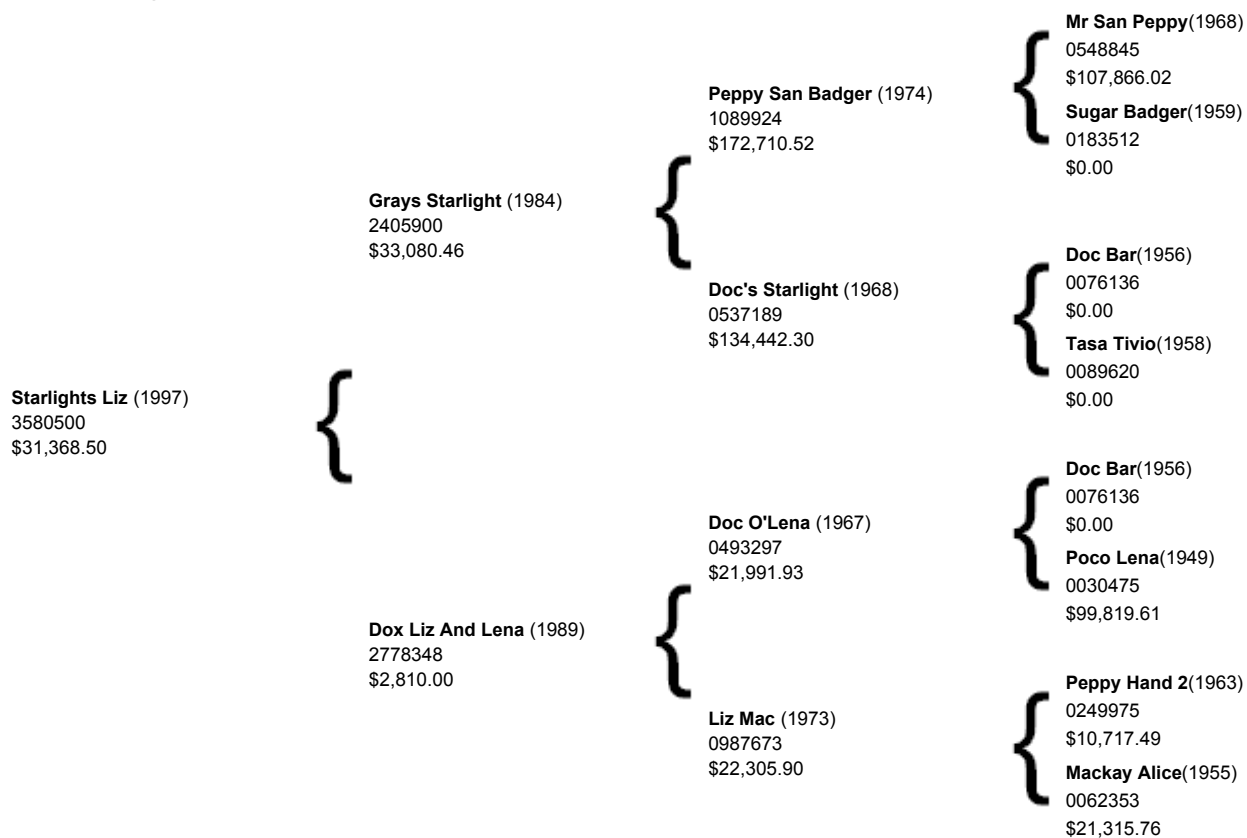 Starlights Liz (1997)
3580500
$31,368.50
Grays Starlight (1984)
2405900
$33,080.46
Dox Liz And Lena (1989)
2778348
$2,810.00
Peppy San Badger (1974)
1089924
$172,710.52
Doc's Starlight (1968)
0537189
$134,442.30
Doc O'Lena (1967)
0493297
$21,991.93
Liz Mac (1973)
0987673
$22,305.90
Mr San Peppy(1968)
0548845
$107,866.02
Sugar Badger(1959)
0183512
$0.00
Doc Bar(1956)
0076136
$0.00
Tasa Tivio(1958)
0089620
$0.00
Doc Bar(1956)
0076136
$0.00
Poco Lena(1949)
0030475
$99,819.61
Peppy Hand 2(1963)
0249975
$10,717.49
Mackay Alice(1955)
0062353
$21,315.76